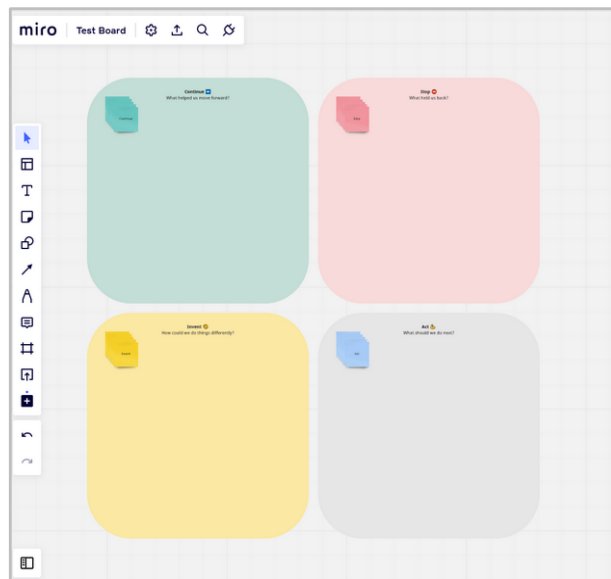 miro
Test Board
Continue ➡️
What helped us move forward?
Continue
Stop ⛔
What held us back?
Stop
Invent
How could we do things differently?
Invent
Act
What should we do next?
Act